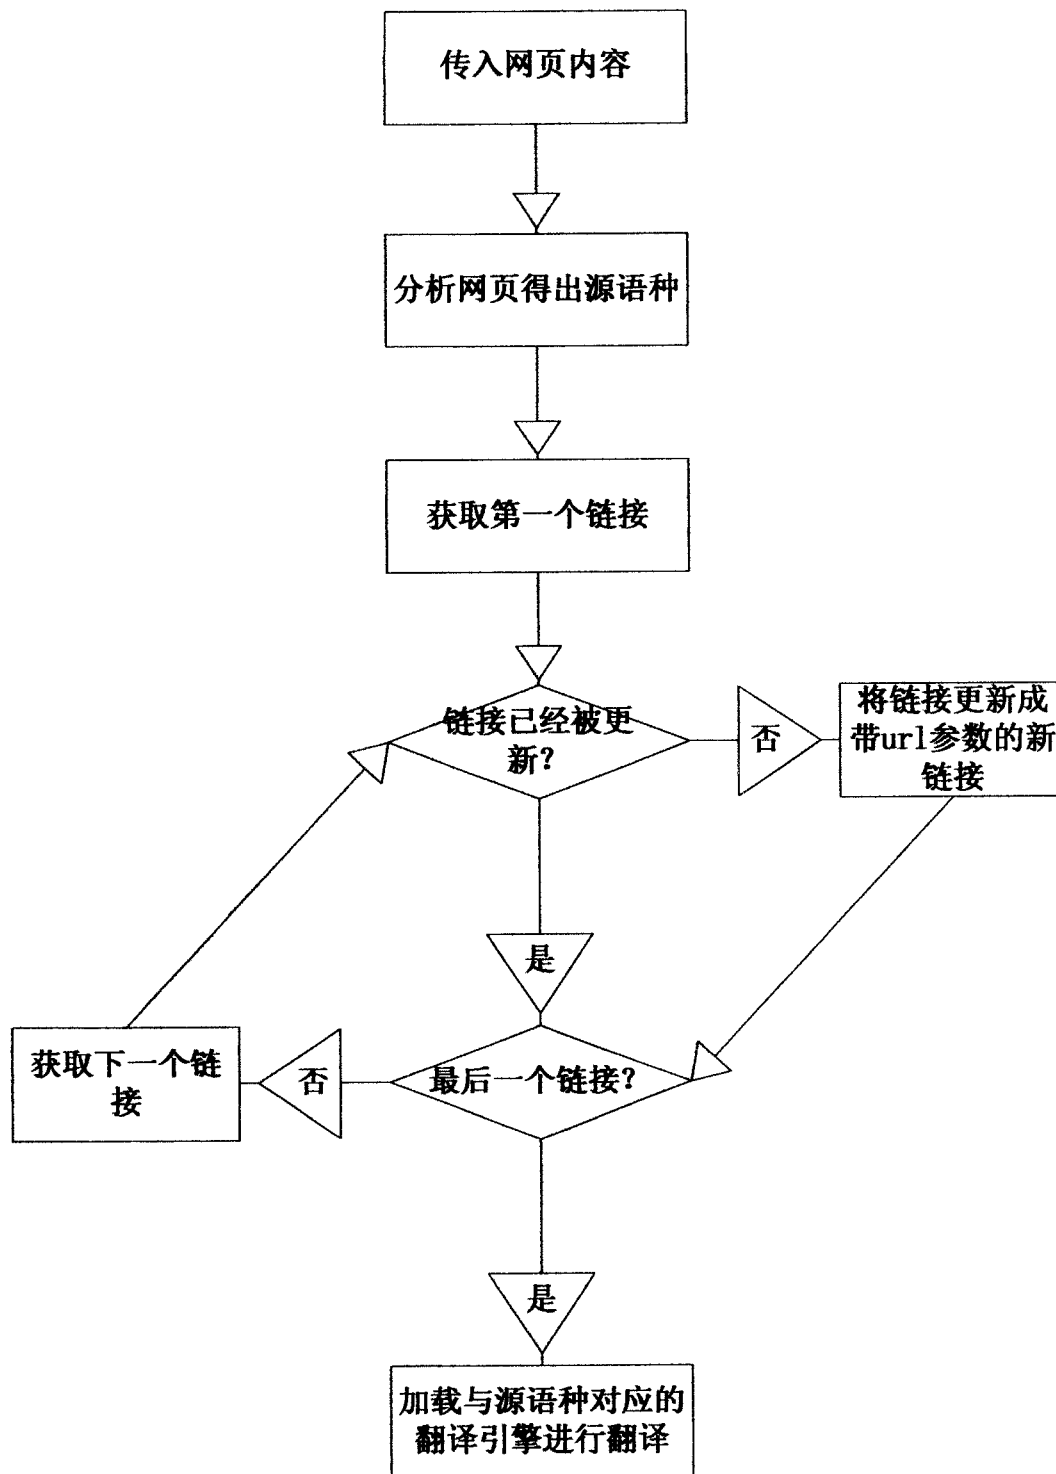 传入网页内容
分析网页得出源语种
获取第一个链接
链接已经被更
新?
否
将链接更新成
带url参数的新
链接
是
获取下一个链
接
否
最后一个链接?
是
加载与源语种对应的
翻译引擎进行翻译